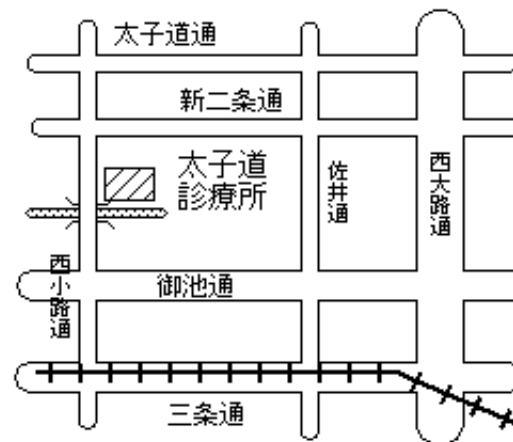 太子道通
新二条通
太子道
診療所
佐井通
西大路通
西小路通
御池通
三条通